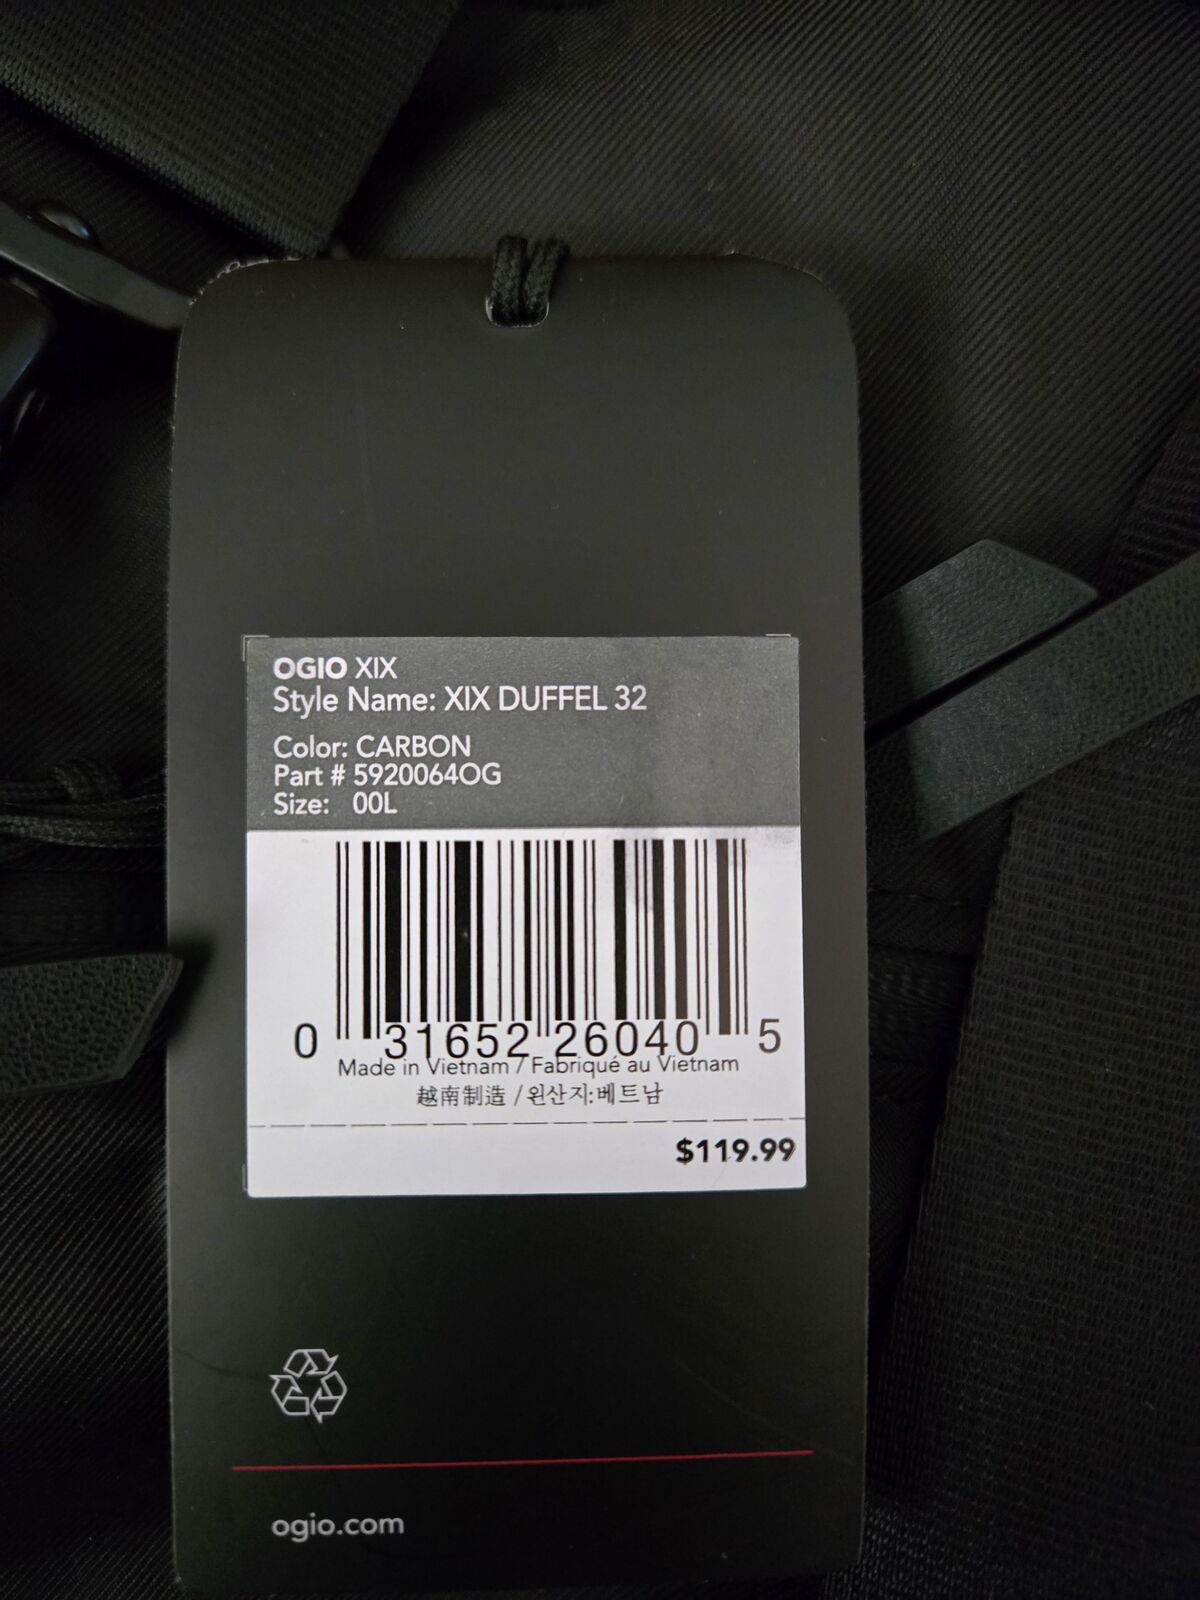 OGIO XIX
Style Name: XIX DUFFEL 32
Color: CARBON
Part # 5920064OG
Size: 00L
0 31652 26040 5
Made in Vietnam / Fabriqué au Vietnam
越南制造 / 원산지:베트남
$119.99
ogio.com